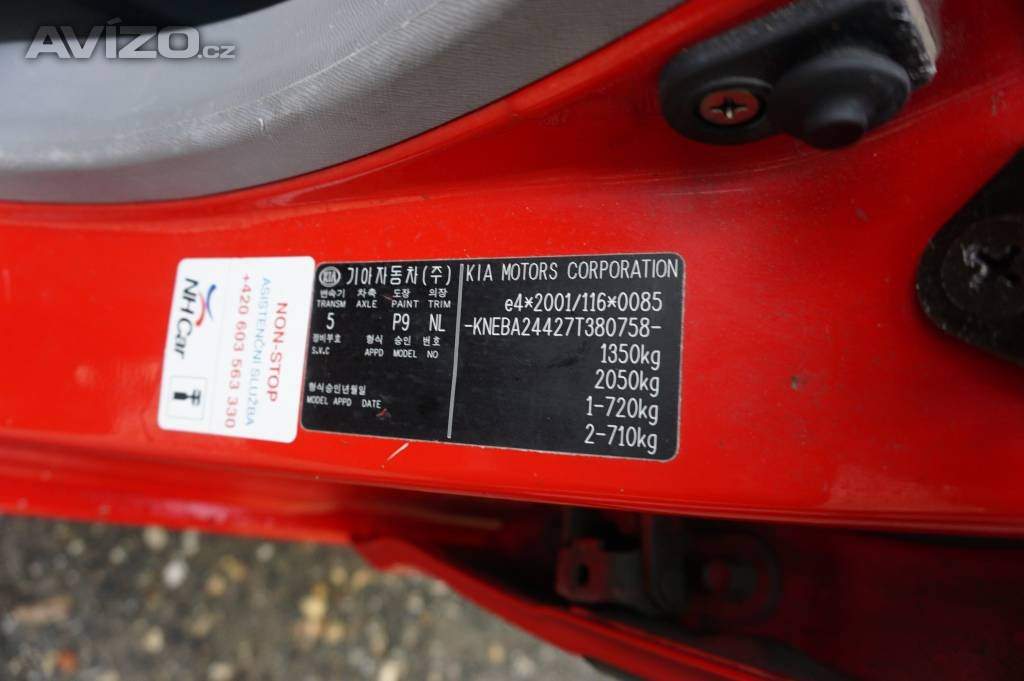 AVÍZO.cz
NON-STOP
ASISTENČNÍ SLUŽBA
+420 603 563 330
NH Car
KIA 기아자동차(주)
변속기 차축 도장 외장
TRANSM AXLE PAINT TRIM
5 P9 NL
정비부호 형식 승인 번호
S.V.C APPD MODEL NO
형식승인년월일
MODEL APPD DATE
KIA MOTORS CORPORATION
e4*2001/116*0085
-KNEBA24427T380758-
1350kg
2050kg
1-720kg
2-710kg